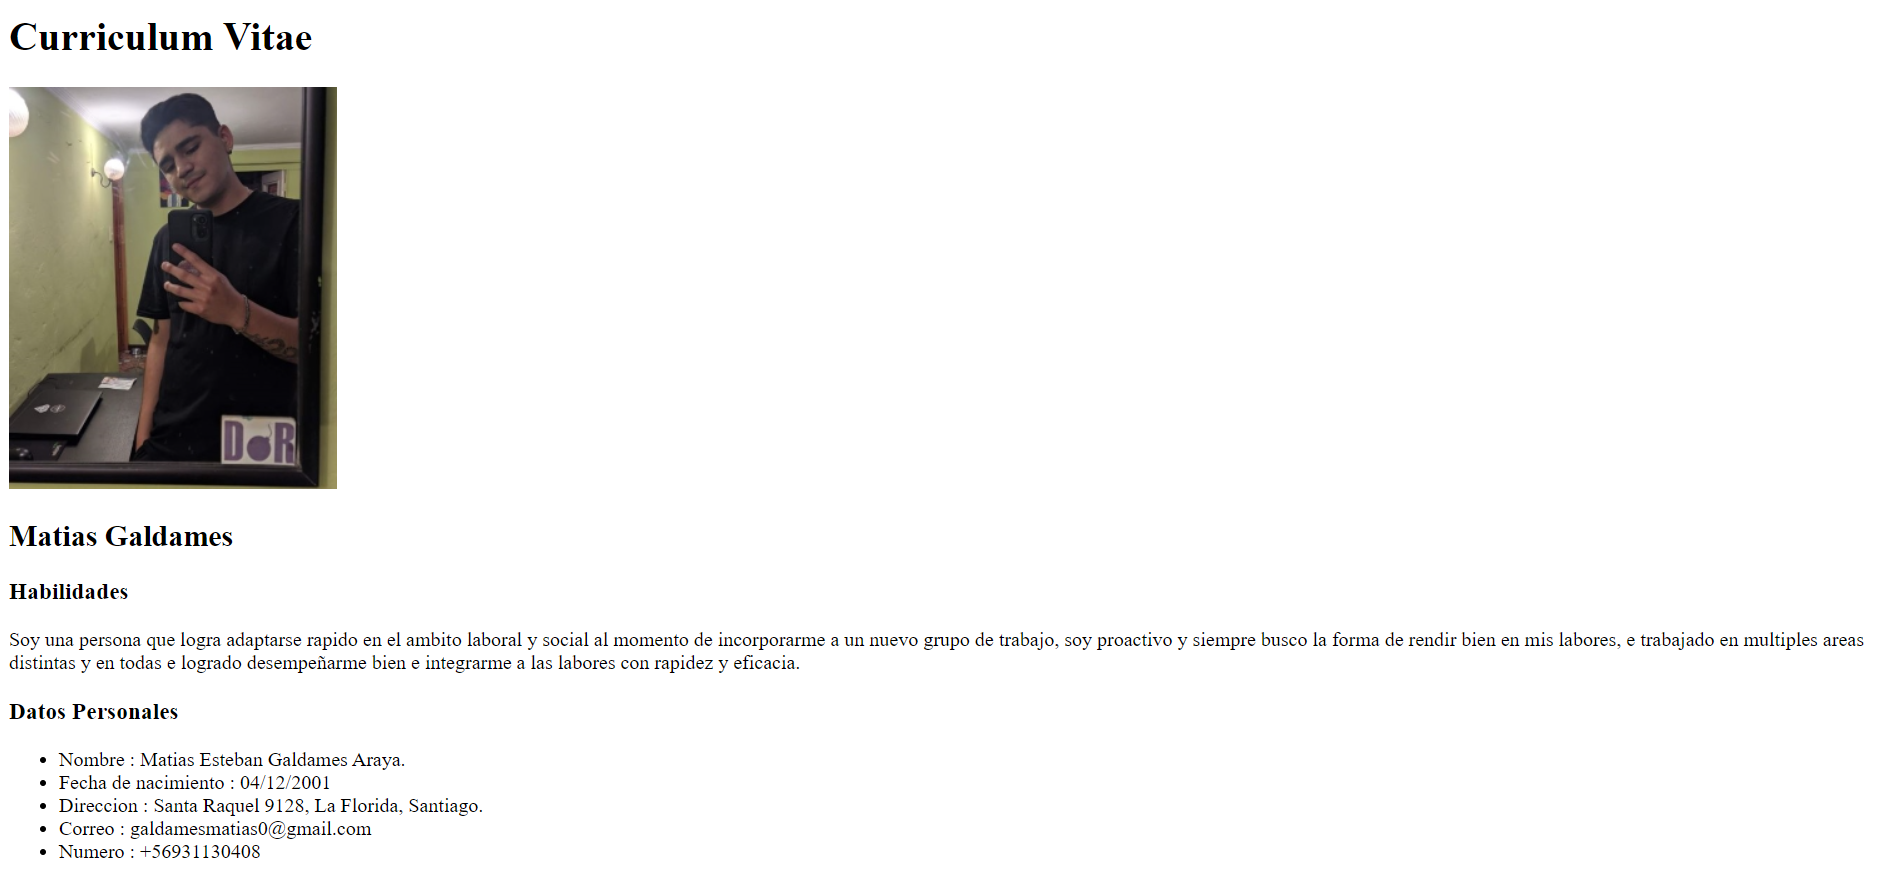 Curriculum Vitae
D R
Matias Galdames
Habilidades
Soy una persona que logra adaptarse rapido en el ambito laboral y social al momento de incorporarme a un nuevo grupo de trabajo, soy proactivo y siempre busco la forma de rendir bien en mis labores, e trabajado en multiples areas
distintas y en todas e logrado desempeñarme bien e integrarme a las labores con rapidez y eficacia.
Datos Personales
Nombre : Matias Esteban Galdames Araya.
Fecha de nacimiento : 04/12/2001
Direccion : Santa Raquel 9128, La Florida, Santiago.
Correo : galdamesmatias0@gmail.com
Numero : +56931130408